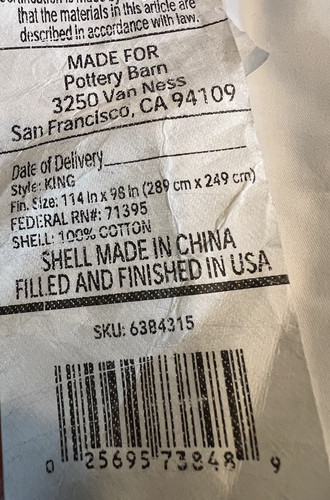 that the materials in this article are
described in accordance with law.
MADE FOR
Pottery Barn
3250 Van Ness
San Francisco, CA 94109
Date of Delivery
Style: KING
Fin. Size: 114 in x 98 in (289 cm x 249 cm)
FEDERAL RN#: 71395
SHELL: 100% COTTON
SHELL MADE IN CHINA
FILLED AND FINISHED IN USA
SKU: 6384315
0 25695 73848 9